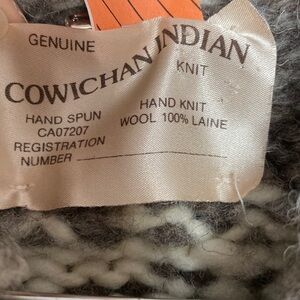 GENUINE
COWICHAN INDIAN
KNIT
HAND SPUN
CA07207
REGISTRATION
NUMBER
HAND KNIT
WOOL 100% LAINE